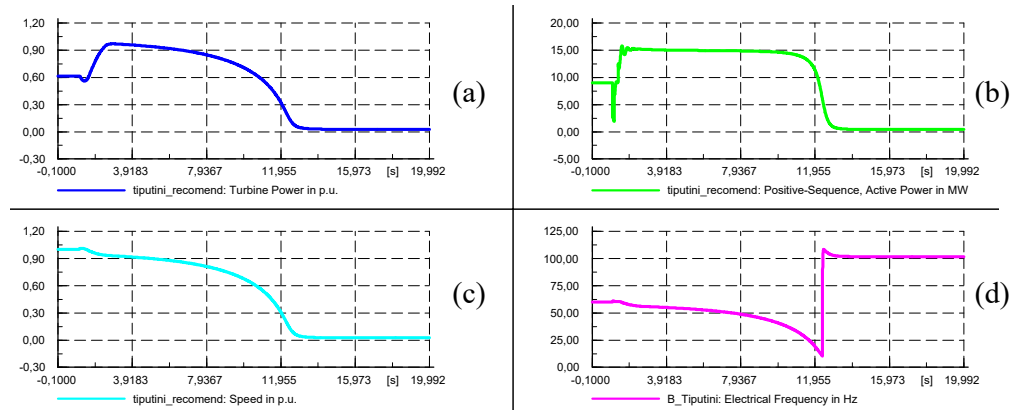 1,20
0,90
0,60
0,30
0,00
-0,30
-0,1000 3,9183 7,9367 11,955 15,973 [s] 19,992
tiputini_recomend: Turbine Power in p.u.
(a)
20,00
15,00
10,00
5,00
0,00
-5,00
-0,1000 3,9183 7,9367 11,955 15,973 [s] 19,992
tiputini_recomend: Positive-Sequence, Active Power in MW
(b)
1,20
0,90
0,60
0,30
0,00
-0,30
-0,1000 3,9183 7,9367 11,955 15,973 [s] 19,992
tiputini_recomend: Speed in p.u.
(c)
125,00
100,00
75,00
50,00
25,00
0,00
-0,1000 3,9183 7,9367 11,955 15,973 [s] 19,992
B_Tiputini: Electrical Frequency in Hz
(d)